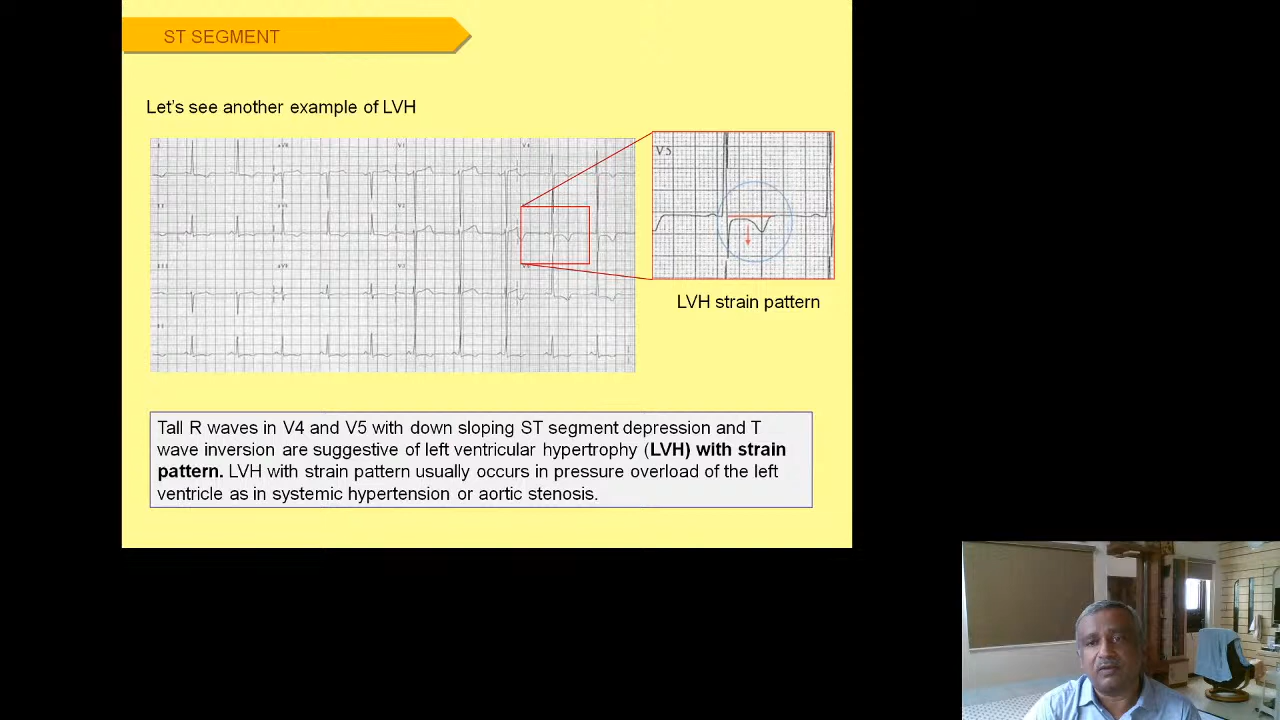 ST SEGMENT
Let's see another example of LVH
V5
LVH strain pattern
Tall R waves in V4 and V5 with down sloping ST segment depression and T
wave inversion are suggestive of left ventricular hypertrophy (LVH) with strain
pattern. LVH with strain pattern usually occurs in pressure overload of the left
ventricle as in systemic hypertension or aortic stenosis.